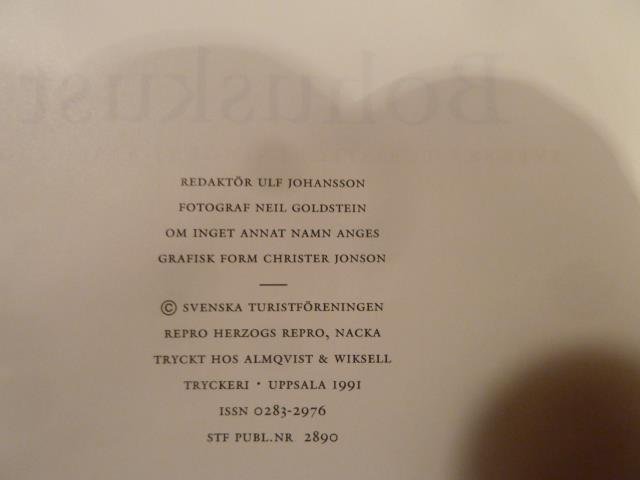 Bohuskust
REDAKTÖR ULF JOHANSSON
FOTOGRAF NEIL GOLDSTEIN
OM INGET ANNAT NAMN ANGES
GRAFISK FORM CHRISTER JONSON
© SVENSKA TURISTFÖRENINGEN
REPRO HERZOGS REPRO, NACKA
TRYCKT HOS ALMQVIST & WIKSELL
TRYCKERI · UPPSALA 1991
ISSN 0283-2976
STF PUBL.NR 2890